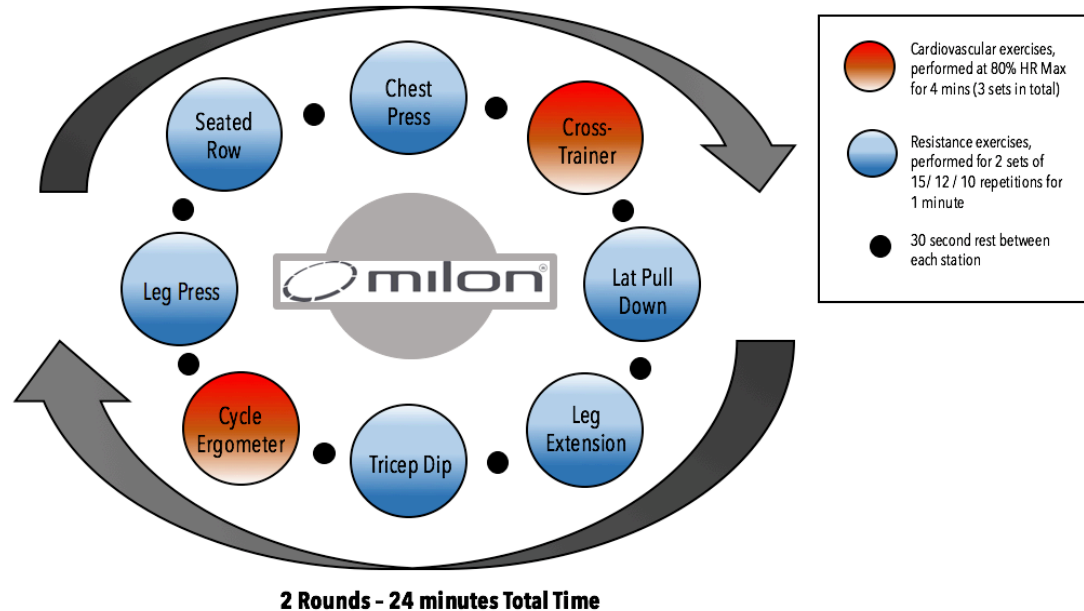 Chest
Press
Cross-
Trainer
Lat Pull
Down
Leg
Extension
Tricep Dip
Cycle
Ergometer
Leg Press
Seated
Row
milon®
Cardiovascular exercises,
performed at 80% HR Max
for 4 mins (3 sets in total)
Resistance exercises,
performed for 2 sets of
15/ 12 / 10 repetitions for
1 minute
30 second rest between
each station
2 Rounds – 24 minutes Total Time